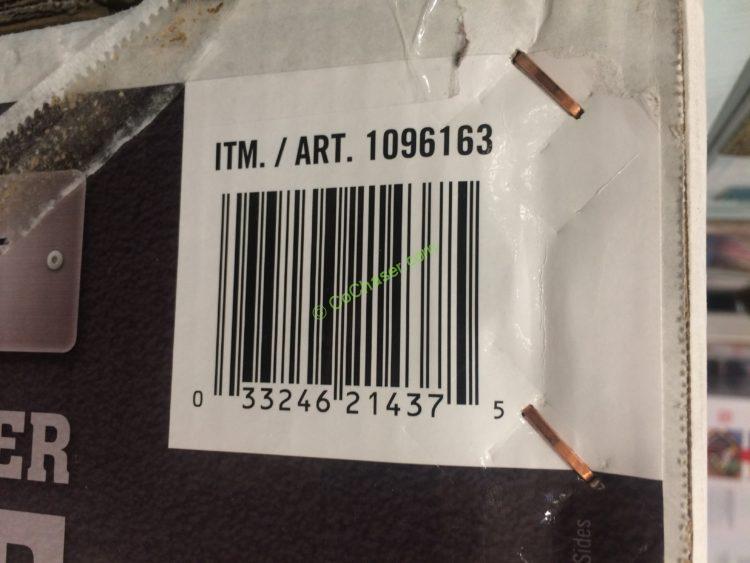 ITM. / ART. 1096163
© CoChaser.com
0 33246 21437 5
ER
Sides